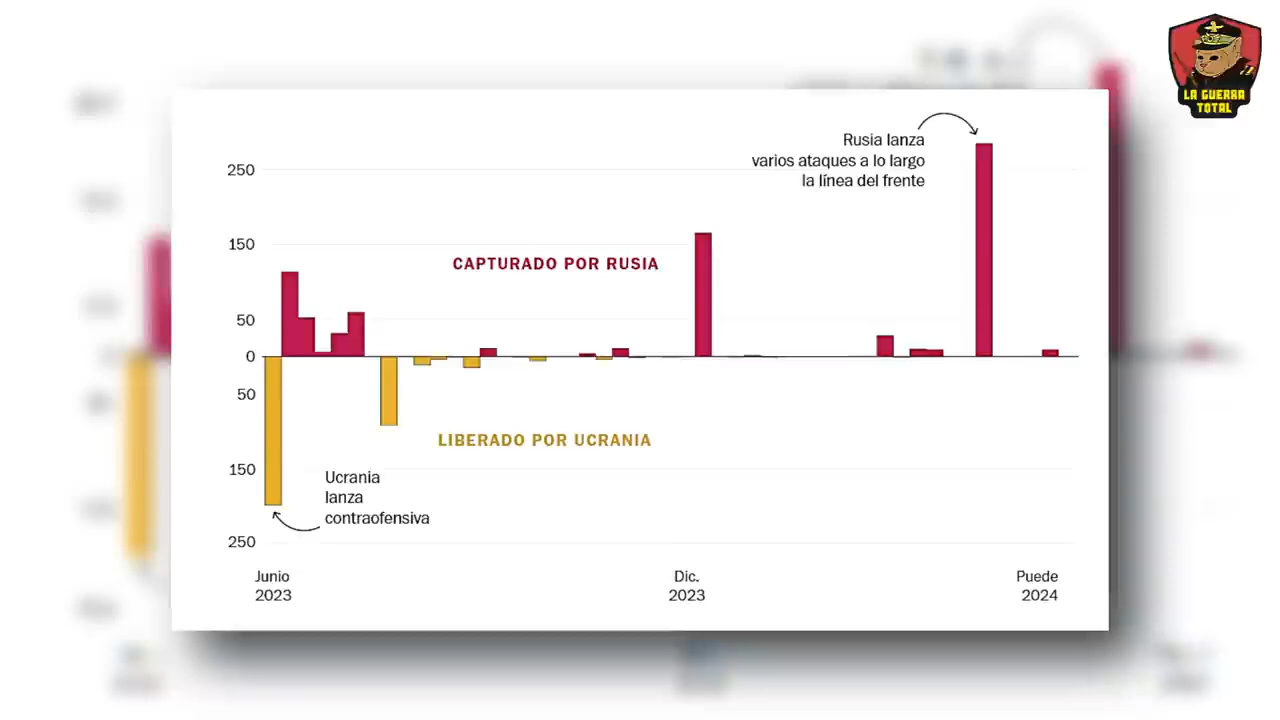 LA GUERRA
TOTAL
Rusia lanza
varios ataques a lo largo
la línea del frente
250
150
CAPTURADO POR RUSIA
50
0
50
LIBERADO POR UCRANIA
150
Ucrania
lanza
contraofensiva
250
Junio
2023
Dic.
2023
Puede
2024